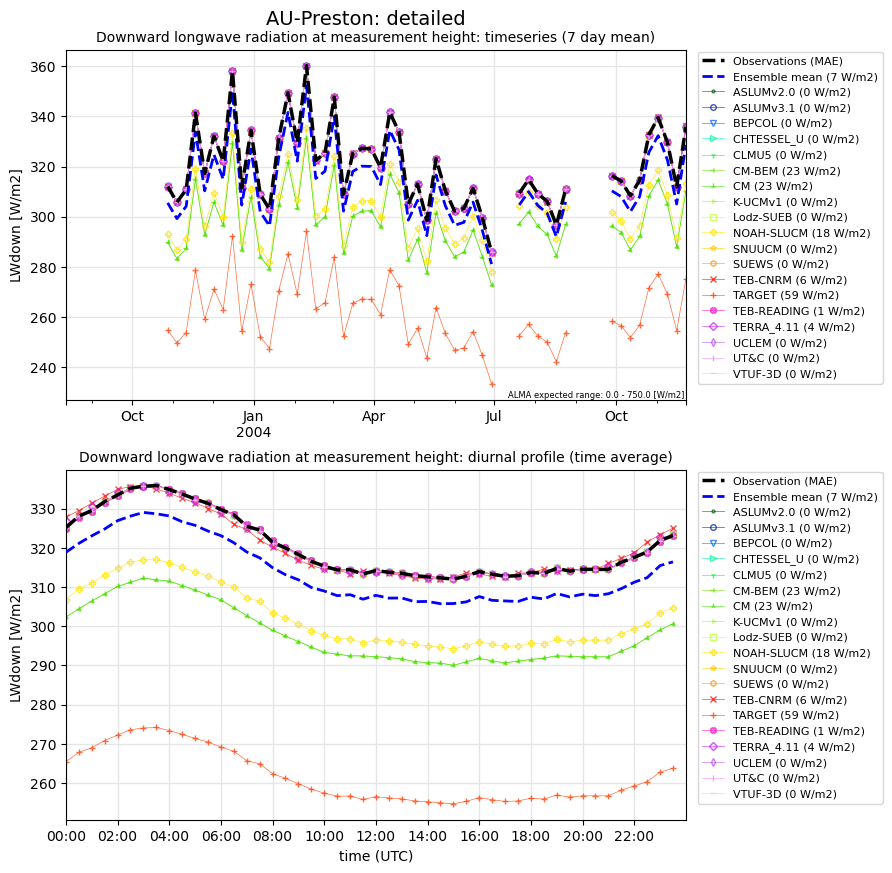 AU-Preston: detailed
Downward longwave radiation at measurement height: timeseries (7 day mean)
LWdown [W/m2]
360
340
320
300
280
260
240
Oct
Jan
2004
Apr
Jul
Oct
ALMA expected range: 0.0 - 750.0 [W/m2]
Observations (MAE)
Ensemble mean (7 W/m2)
ASLUMv2.0 (0 W/m2)
ASLUMv3.1 (0 W/m2)
BEPCOL (0 W/m2)
CHTESSEL_U (0 W/m2)
CLMU5 (0 W/m2)
CM-BEM (23 W/m2)
CM (23 W/m2)
K-UCMv1 (0 W/m2)
Lodz-SUEB (0 W/m2)
NOAH-SLUCM (18 W/m2)
SNUUCM (0 W/m2)
SUEWS (0 W/m2)
TEB-CNRM (6 W/m2)
TARGET (59 W/m2)
TEB-READING (1 W/m2)
TERRA_4.11 (4 W/m2)
UCLEM (0 W/m2)
UT&C (0 W/m2)
VTUF-3D (0 W/m2)
Downward longwave radiation at measurement height: diurnal profile (time average)
LWdown [W/m2]
330
320
310
300
290
280
270
260
00:00
02:00
04:00
06:00
08:00
10:00
12:00
14:00
16:00
18:00
20:00
22:00
time (UTC)
Observation (MAE)
Ensemble mean (7 W/m2)
ASLUMv2.0 (0 W/m2)
ASLUMv3.1 (0 W/m2)
BEPCOL (0 W/m2)
CHTESSEL_U (0 W/m2)
CLMU5 (0 W/m2)
CM-BEM (23 W/m2)
CM (23 W/m2)
K-UCMv1 (0 W/m2)
Lodz-SUEB (0 W/m2)
NOAH-SLUCM (18 W/m2)
SNUUCM (0 W/m2)
SUEWS (0 W/m2)
TEB-CNRM (6 W/m2)
TARGET (59 W/m2)
TEB-READING (1 W/m2)
TERRA_4.11 (4 W/m2)
UCLEM (0 W/m2)
UT&C (0 W/m2)
VTUF-3D (0 W/m2)